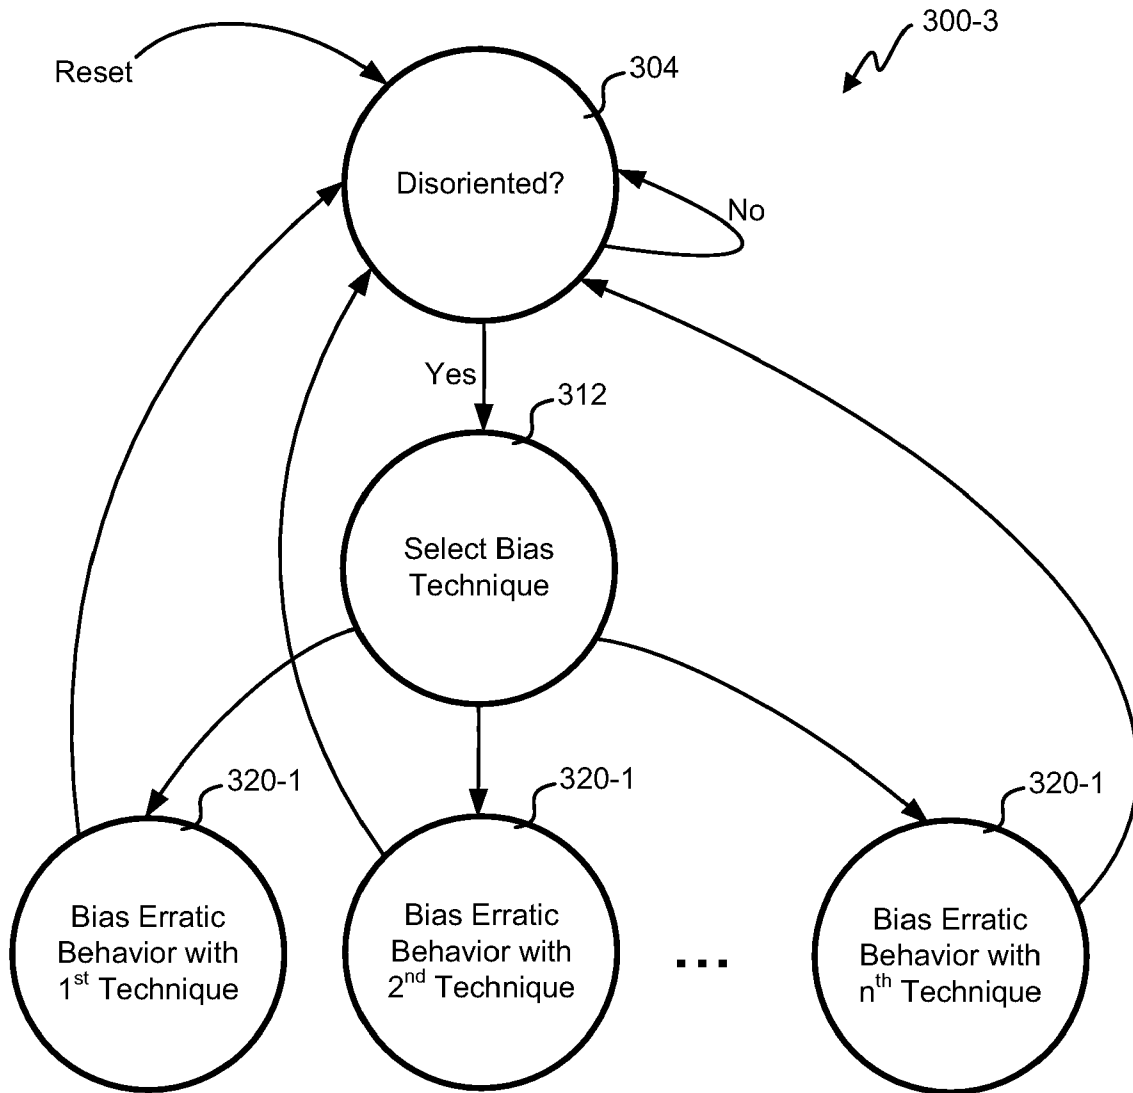 300-3
Reset
304
Disoriented?
No
Yes
312
Select Bias
Technique
320-1
320-1
320-1
Bias Erratic
Behavior with
1st Technique
Bias Erratic
Behavior with
2nd Technique
...
Bias Erratic
Behavior with
nth Technique